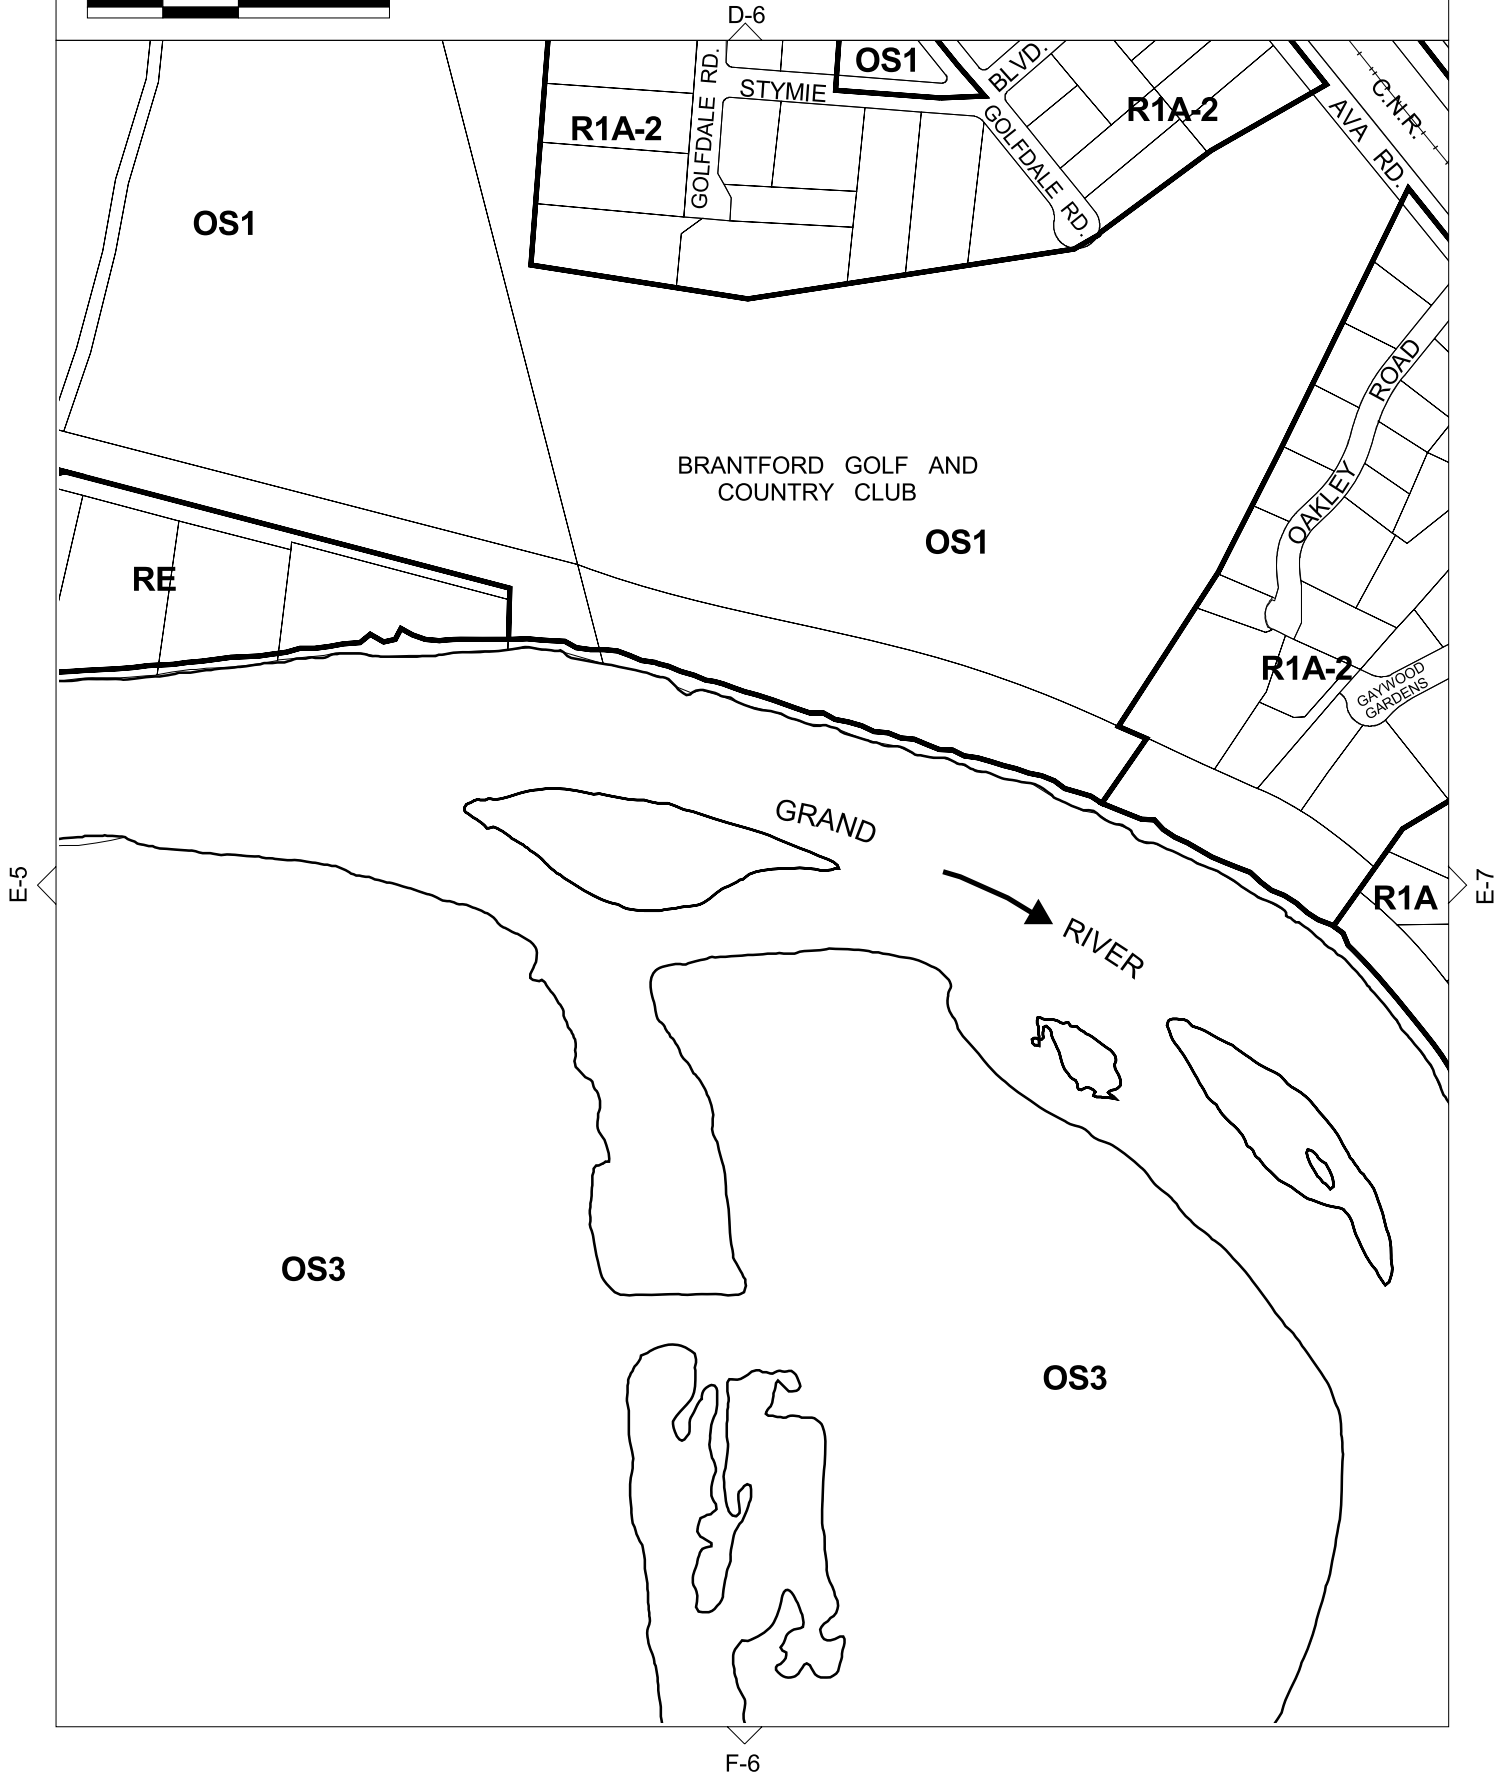 D-6
OS1
BLVD.
STYMIE
GOLFDALE RD.
R1A-2
R1A-2
C.N.R.
AVA RD.
GOLFDALE RD.
OS1
ROAD
BRANTFORD GOLF AND
COUNTRY CLUB
OAKLEY
OS1
RE
R1A-2
GAYWOOD
GARDENS
GRAND
E-5
E-7
R1A
RIVER
OS3
OS3
F-6